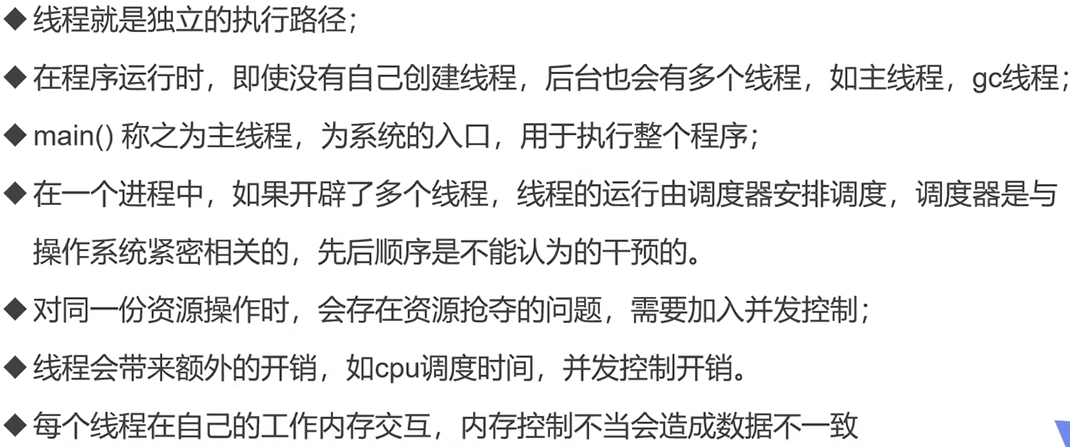 ◆ 线程就是独立的执行路径；
◆ 在程序运行时，即使没有自己创建线程，后台也会有多个线程，如主线程，gc线程；
◆ main() 称之为主线程，为系统的入口，用于执行整个程序；
◆ 在一个进程中，如果开辟了多个线程，线程的运行由调度器安排调度，调度器是与
操作系统紧密相关的，先后顺序是不能认为的干预的。
◆ 对同一份资源操作时，会存在资源抢夺的问题，需要加入并发控制；
◆ 线程会带来额外的开销，如cpu调度时间，并发控制开销。
◆ 每个线程在自己的工作内存交互，内存控制不当会造成数据不一致